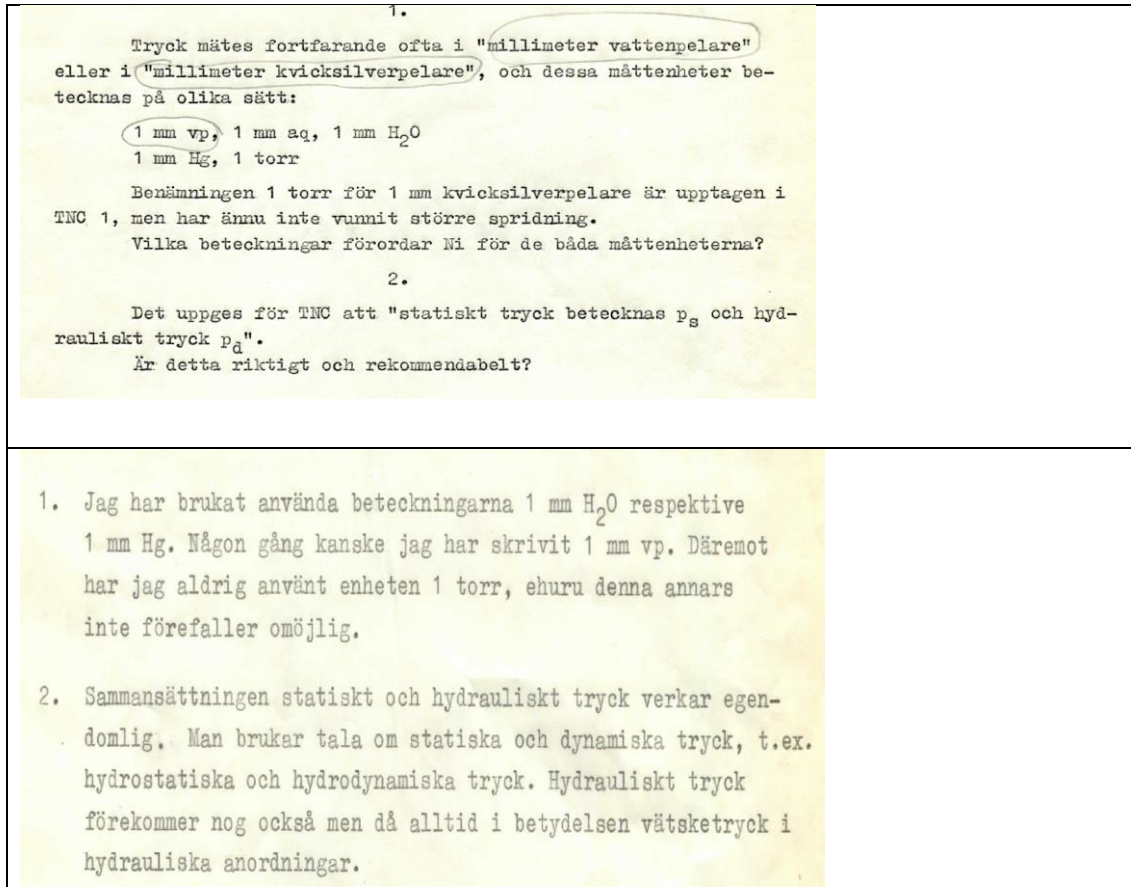 1.
Tryck mätes fortfarande ofta i "millimeter vattenpelare"
eller i "millimeter kvicksilverpelare", och dessa måttenheter be-
tecknas på olika sätt:
1 mm vp, 1 mm aq, 1 mm H₂O
1 mm Hg, 1 torr
Benämningen 1 torr för 1 mm kvicksilverpelare är upptagen i
TNC 1, men har ännu inte vunnit större spridning.
Vilka beteckningar förordar Ni för de båda måttenheterna?
2.
Det uppges för TNC att "statiskt tryck betecknas pₛ och hyd-
rauliskt tryck p_d".
Är detta riktigt och rekommendabelt?
1. Jag har brukat använda beteckningarna 1 mm H₂O respektive
1 mm Hg. Någon gång kanske jag har skrivit 1 mm vp. Däremot
har jag aldrig använt enheten 1 torr, ehuru denna annars
inte förefaller omöjlig.
2. Sammansättningen statiskt och hydrauliskt tryck verkar egen-
domlig. Man brukar tala om statiska och dynamiska tryck, t.ex.
hydrostatiska och hydrodynamiska tryck. Hydrauliskt tryck
förekommer nog också men då alltid i betydelsen vätsketryck i
hydrauliska anordningar.